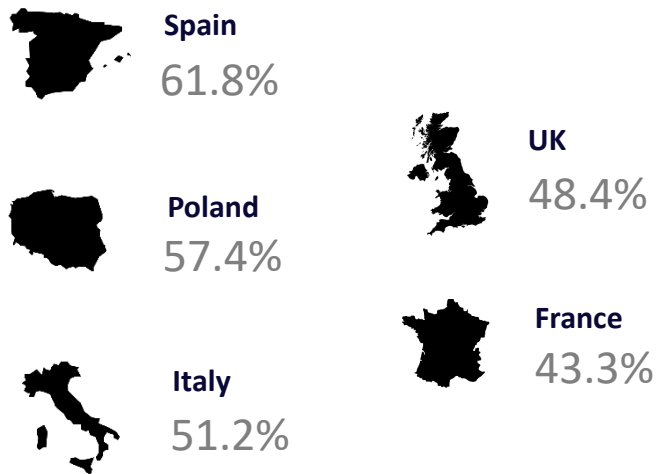 Spain
61.8%
Poland
57.4%
Italy
51.2%
UK
48.4%
France
43.3%